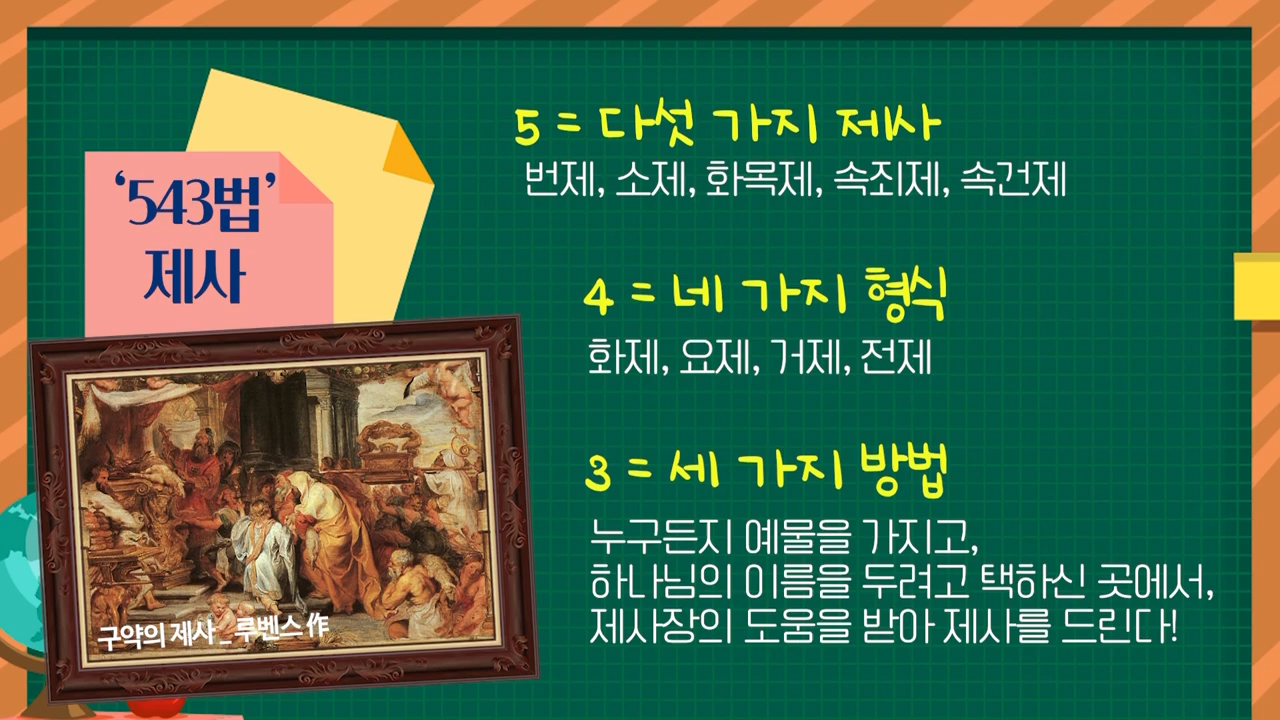 ‘543법’
제사
구약의 제사_루벤스 作
5 = 다섯 가지 제사
번제, 소제, 화목제, 속죄제, 속건제
4 = 네 가지 형식
화제, 요제, 거제, 전제
3 = 세 가지 방법
누구든지 예물을 가지고,
하나님의 이름을 두려고 택하신 곳에서,
제사장의 도움을 받아 제사를 드린다!